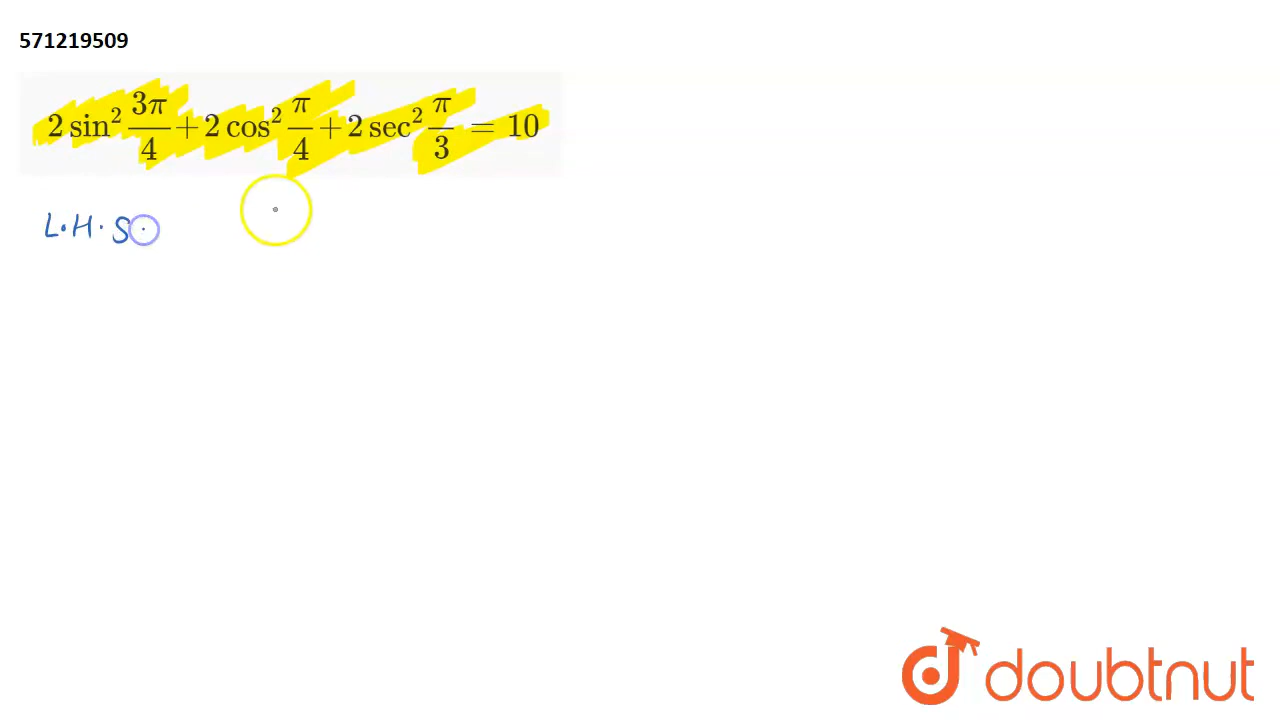 571219509
2 sin² 3π/4 + 2 cos² π/4 + 2 sec² π/3 = 10
L.H.S.
doubtnut